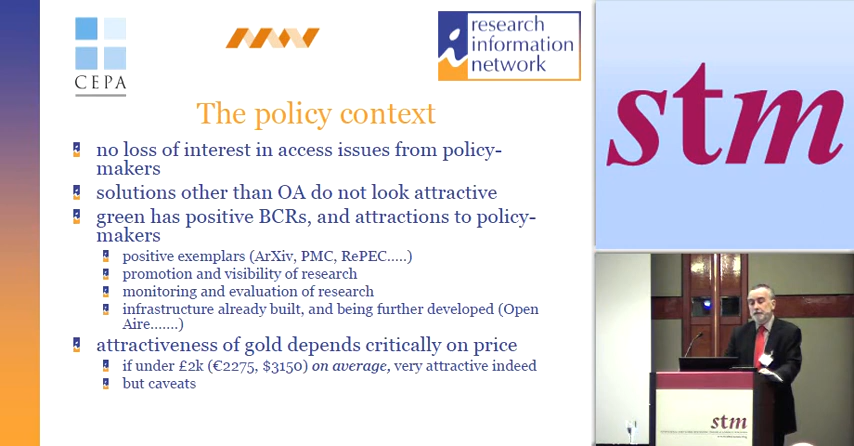 CEPA
research
information
network
The policy context
no loss of interest in access issues from policy-
makers
solutions other than OA do not look attractive
green has positive BCRs, and attractions to policy-
makers
positive exemplars (ArXiv, PMC, RePEC.....)
promotion and visibility of research
monitoring and evaluation of research
infrastructure already built, and being further developed (Open
Aire.......)
attractiveness of gold depends critically on price
if under £2k (€2275, $3150) on average, very attractive indeed
but caveats
stm
stm